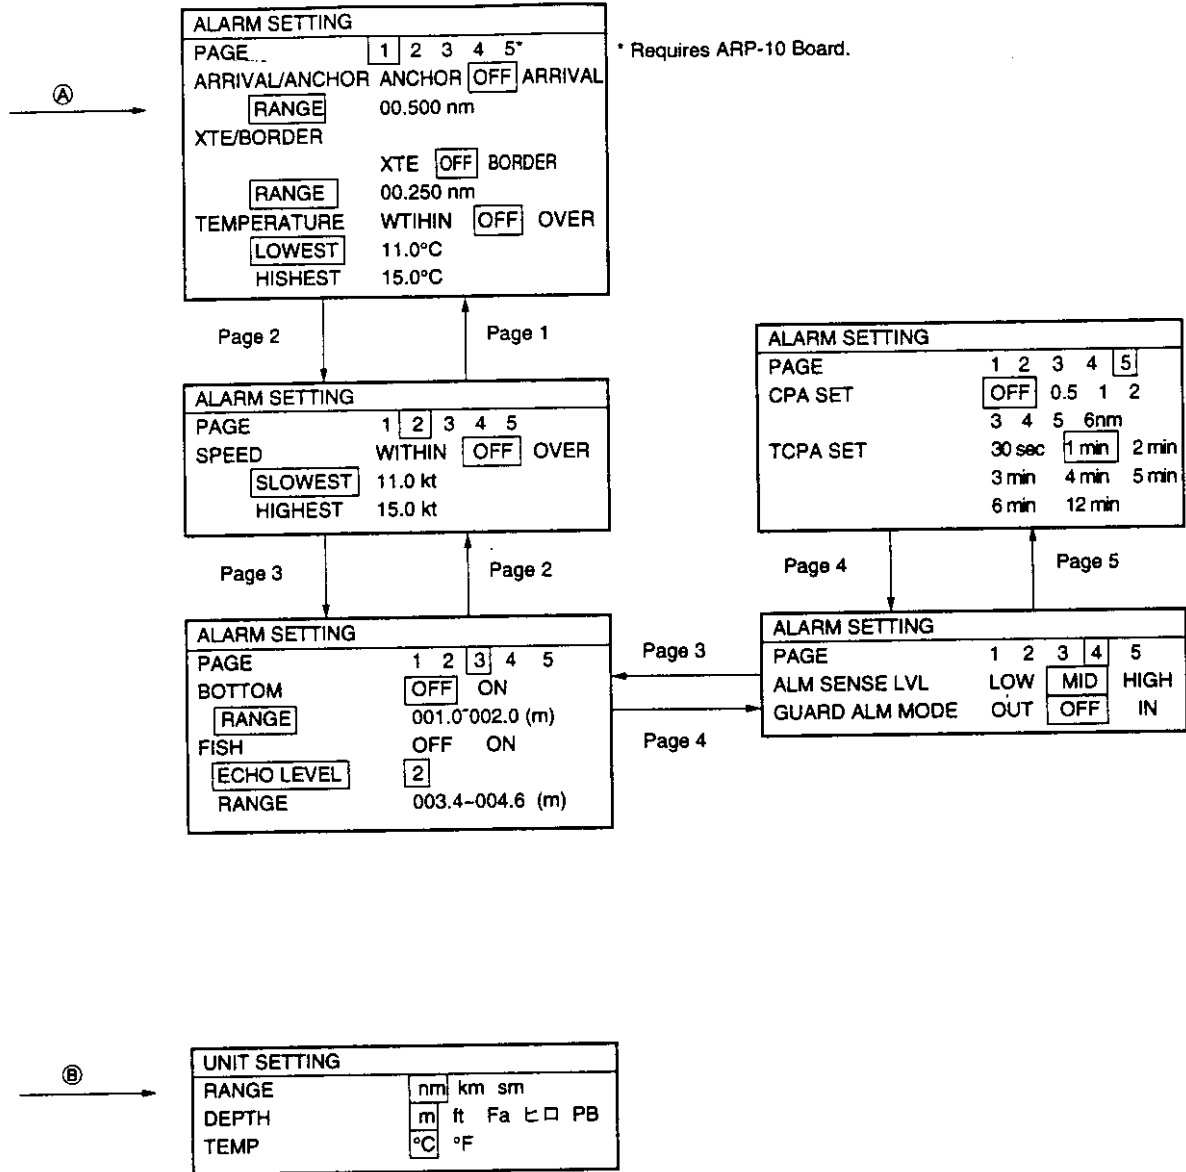 ALARM SETTING
PAGE 1 2 3 4 5*
* Requires ARP-10 Board.
ARRIVAL/ANCHOR ANCHOR OFF ARRIVAL
RANGE 00.500 nm
XTE/BORDER
XTE OFF BORDER
RANGE 00.250 nm
TEMPERATURE WTIHIN OFF OVER
LOWEST 11.0°C
HISHEST 15.0°C
Ⓐ
Page 2 Page 1
ALARM SETTING
PAGE 1 2 3 4 5
SPEED WITHIN OFF OVER
SLOWEST 11.0 kt
HIGHEST 15.0 kt
Page 3 Page 2
ALARM SETTING
PAGE 1 2 3 4 5
BOTTOM OFF ON
RANGE 001.0~002.0 (m)
FISH OFF ON
ECHO LEVEL 2
RANGE 003.4~004.6 (m)
Page 3
Page 4
ALARM SETTING
PAGE 1 2 3 4 5
CPA SET OFF 0.5 1 2
3 4 5 6nm
TCPA SET 30 sec 1 min 2 min
3 min 4 min 5 min
6 min 12 min
Page 4 Page 5
ALARM SETTING
PAGE 1 2 3 4 5
ALM SENSE LVL LOW MID HIGH
GUARD ALM MODE OUT OFF IN
Ⓑ
UNIT SETTING
RANGE nm km sm
DEPTH m ft Fa ヒロ PB
TEMP °C °F